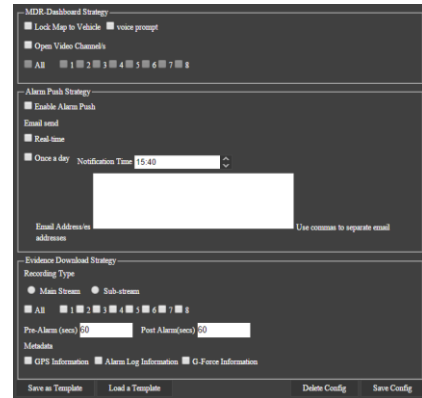 MDR-Dashboard Strategy
Lock Map to Vehicle voice prompt
Open Video Channel/s
All 1 2 3 4 5 6 7 8
Alarm Push Strategy
Enable Alarm Push
Email send
Real-time
Once a day Notification Time 15:40
Email Address/es Use commas to separate email
addresses
Evidence Download Strategy
Recording Type
Main Stream Sub-stream
All 1 2 3 4 5 6 7 8
Pre-Alarm (secs) 60 Post Alarm(secs) 60
Metadata
GPS Information Alarm Log Information G-Force Information
Save as Template Load a Template Delete Config Save Config